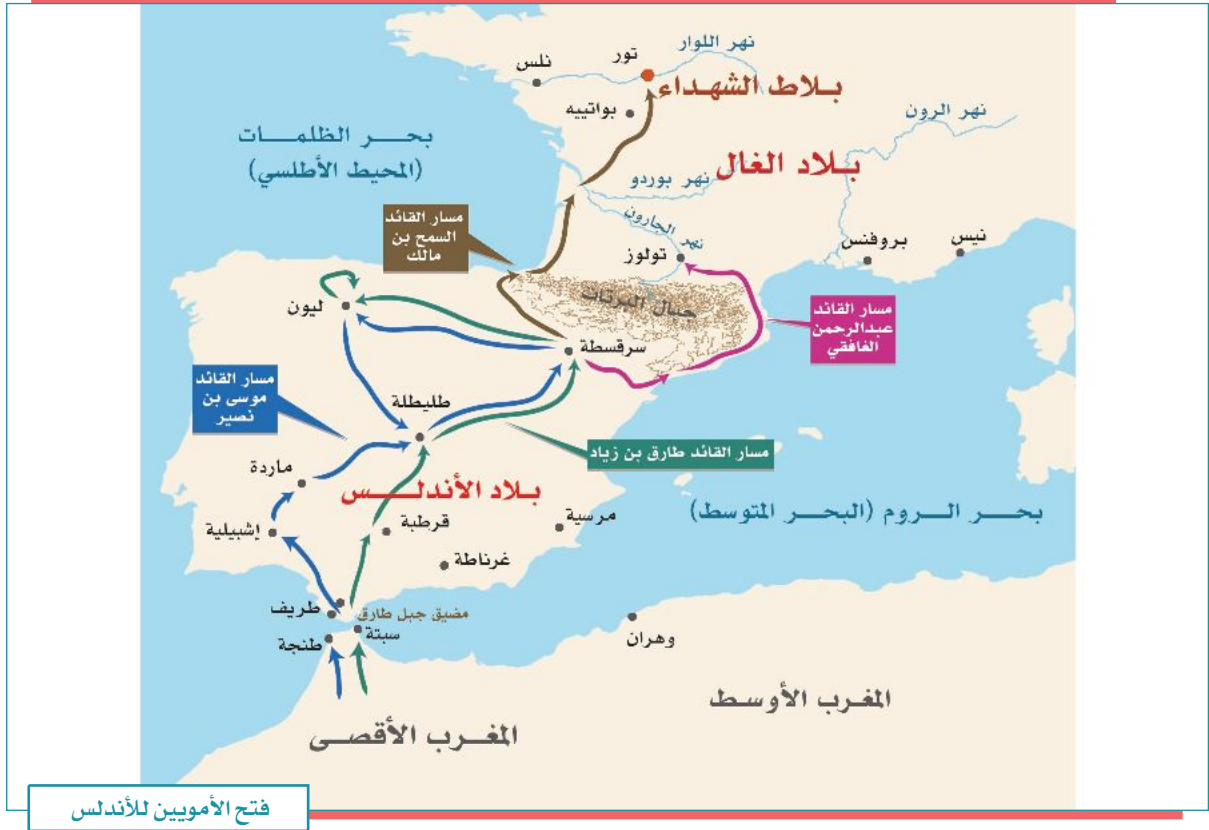 نهر اللوار
تور
نلس
بلاط الشهداء
بواتييه
نهر الرون
بحر الظلمات
(المحيط الأطلسي)
بلاد الغال
نهر بوردو
مسار القائد
السمح بن
مالك
نهر الجارون
تولوز
بروفنس
نيس
جبال البرتات
ليون
مسار القائد
عبدالرحمن
الغافقي
سرقسطة
مسار القائد
موسى بن
نصير
طليطلة
مسار القائد طارق بن زياد
ماردة
بلاد الأندلس
بحر الروم (البحر المتوسط)
مرسية
قرطبة
إشبيلية
غرناطة
طريف
مضيق جبل طارق
سبتة
طنجة
وهران
المغرب الأوسط
المغرب الأقصى
فتح الأمويين للأندلس